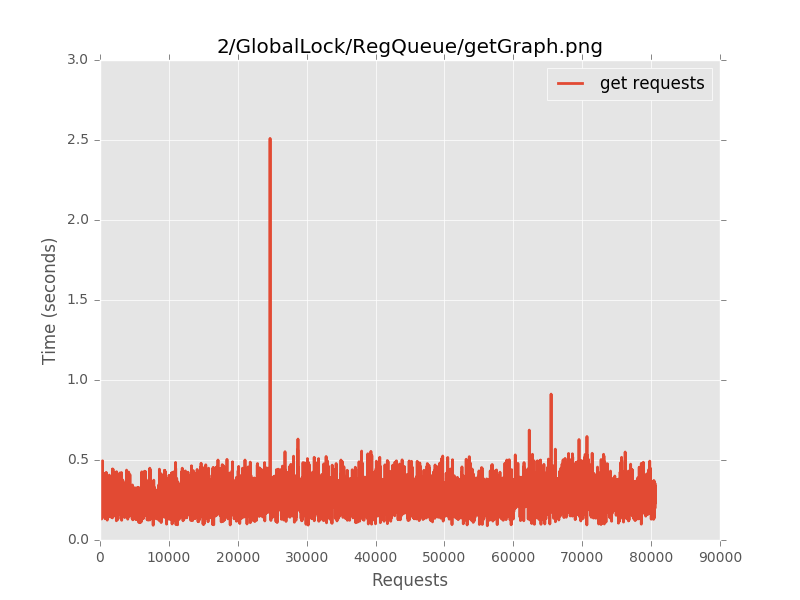 2/GlobalLock/RegQueue/getGraph.png
get requests
3.0
2.5
2.0
1.5
1.0
0.5
0.0
Time (seconds)
0 10000 20000 30000 40000 50000 60000 70000 80000 90000
Requests